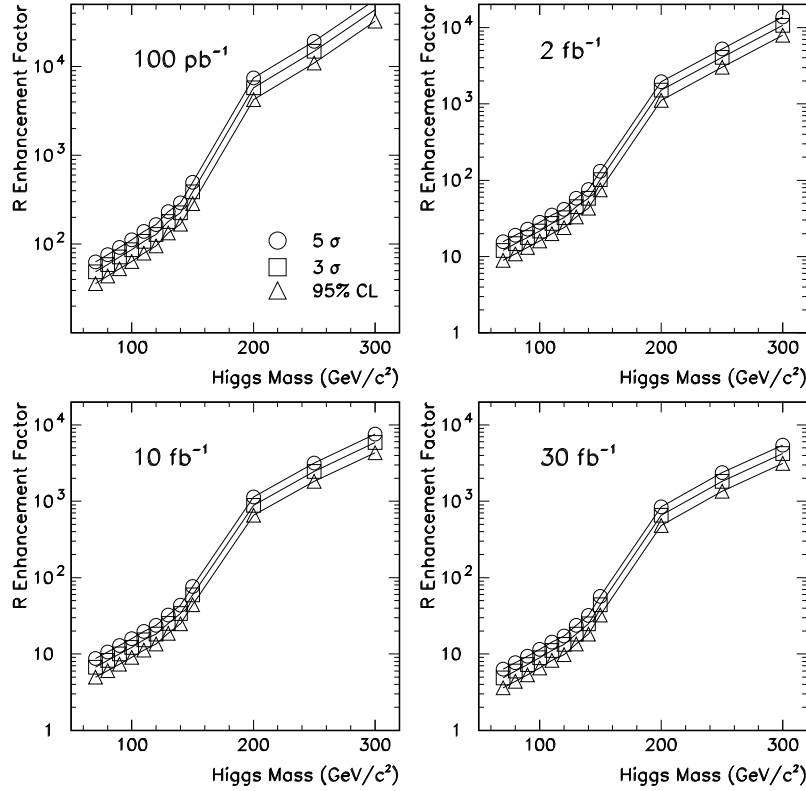 R Enhancement Factor
10⁴
10³
10²
100 pb⁻¹
5 σ
3 σ
95% CL
100
200
300
Higgs Mass (GeV/c²)
R Enhancement Factor
10⁴
10³
10²
10
1
2 fb⁻¹
100
200
300
Higgs Mass (GeV/c²)
R Enhancement Factor
10⁴
10³
10²
10
1
10 fb⁻¹
100
200
300
Higgs Mass (GeV/c²)
R Enhancement Factor
10⁴
10³
10²
10
1
30 fb⁻¹
100
200
300
Higgs Mass (GeV/c²)